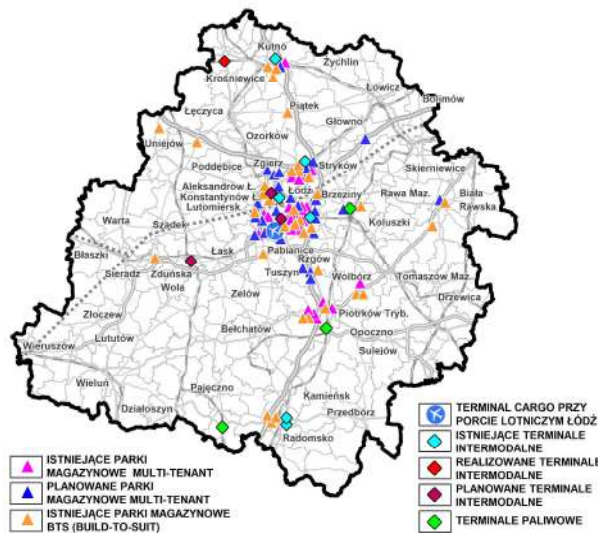 Kutno
Żychlin
Krośniewice
Łowicz
Bolimów
Piątek
Łęczyca
Głowno
Ozorków
Uniejów
Stryków
Skierniewice
Poddębice
Zgierz
Aleksandrow Ł.
Łódź
Brzeziny
Rawa Maz.
Biała
Rawska
Konstantynów Ł.
Lutomiersk
Warta
Szadek
Koluszki
Błaszki
Łask
Pabianice
Rzgów
Sieradz
Zduńska
Wola
Tuszyn
Wolbórz
Tomaszów Maz.
Drzewica
Zelów
Złoczew
Piotrków Tryb.
Bełchatów
Opoczno
Lututów
Wieruszów
Sulejów
Wieluń
Pajęczno
Kamieńsk
Działoszyn
Przedbórz
Radomsko
ISTNIEJĄCE PARKI
MAGAZYNOWE MULTI-TENANT
PLANOWANE PARKI
MAGAZYNOWE MULTI-TENANT
ISTNIEJĄCE PARKI MAGAZYNOWE
BTS (BUILD-TO-SUIT)
TERMINAL CARGO PRZY
PORCIE LOTNICZYM ŁÓDŹ
ISTNIEJĄCE TERMINALE
INTERMODALNE
REALIZOWANE TERMINALE
INTERMODALNE
PLANOWANE TERMINALE
INTERMODALNE
TERMINALE PALIWOWE